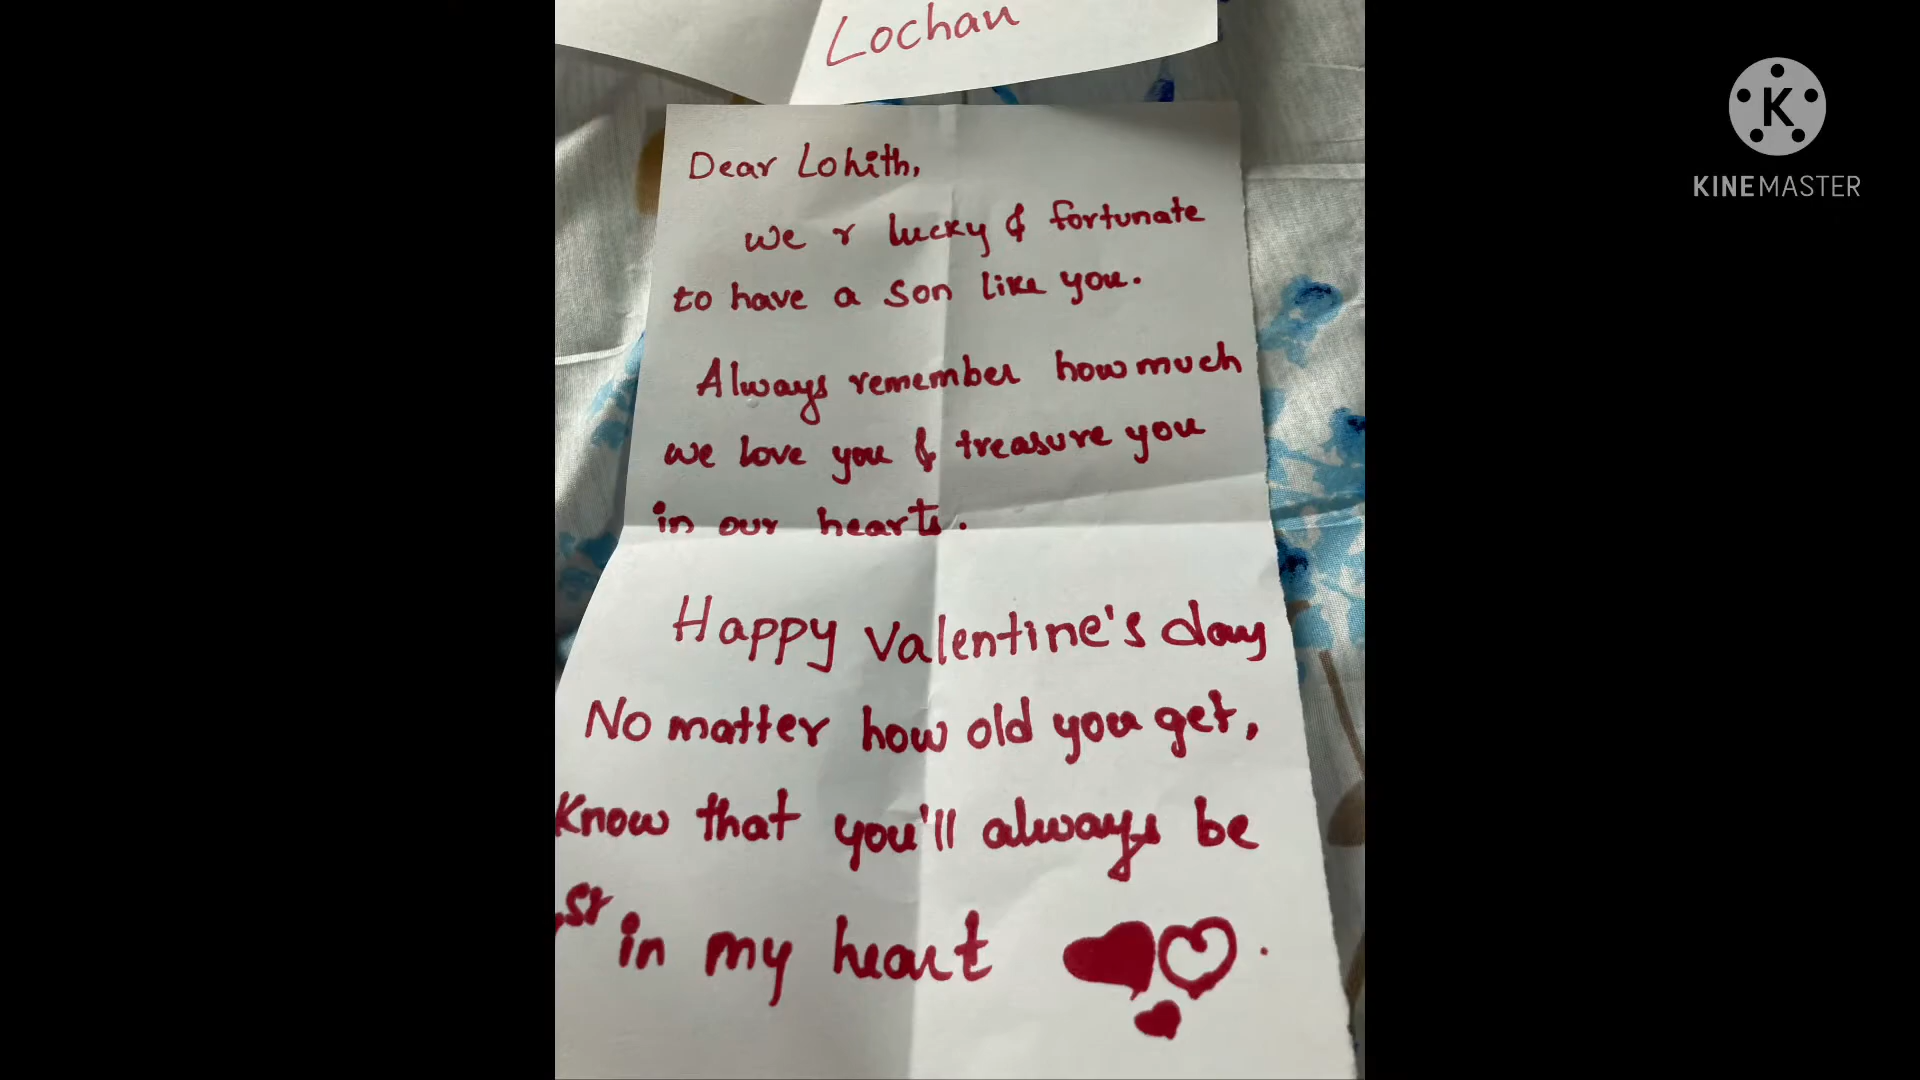 Lochan
Dear Lohith,
we r lucky & fortunate
to have a son like you.
Always remember how much
we love you & treasure you
in our hearts.
Happy Valentine's day
No matter how old you get,
Know that you'll always be
in my heart
K
KINEMASTER